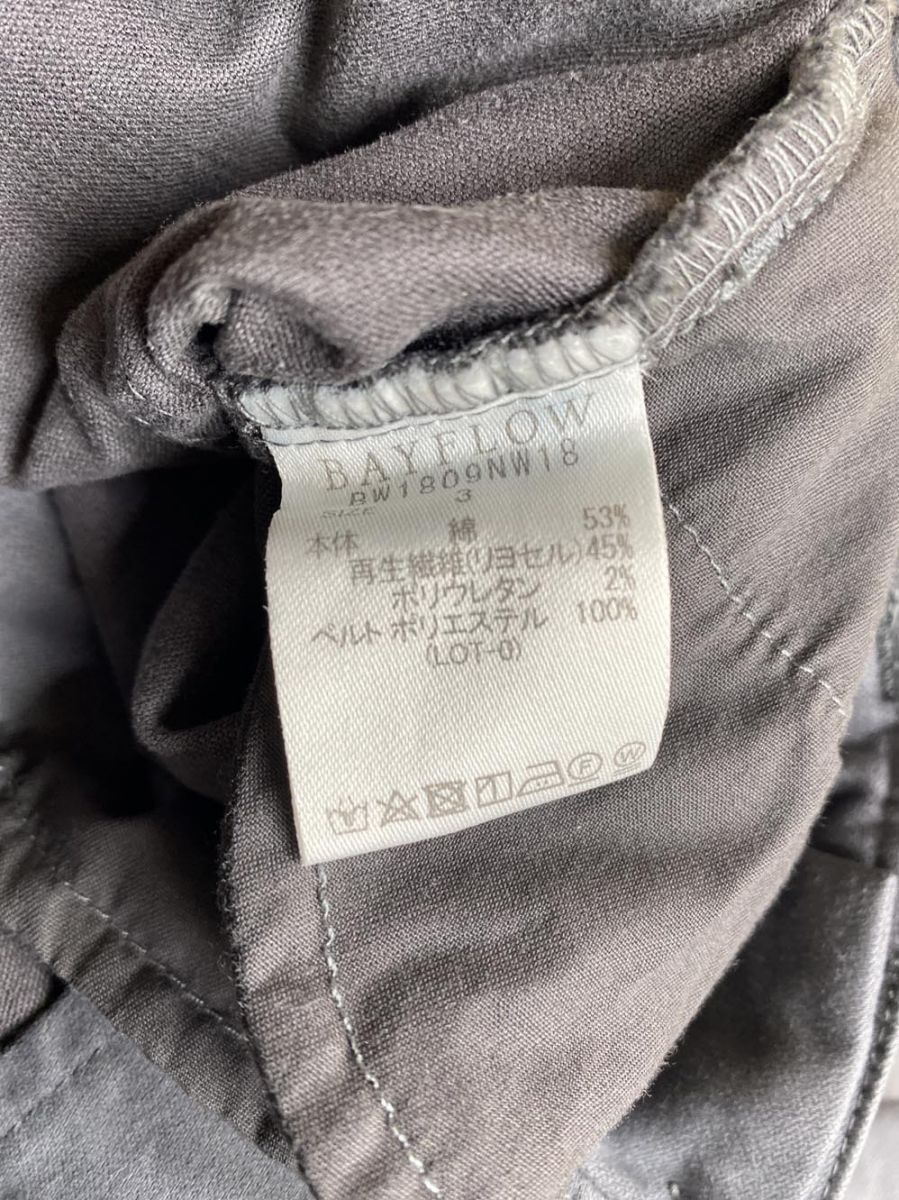 BAYFLOW
BW1809NW18
SIZE 3
本体 綿 53%
再生繊維(リヨセル)45%
ポリウレタン 2%
ベルト ポリエステル 100%
(LOT-0)
F W